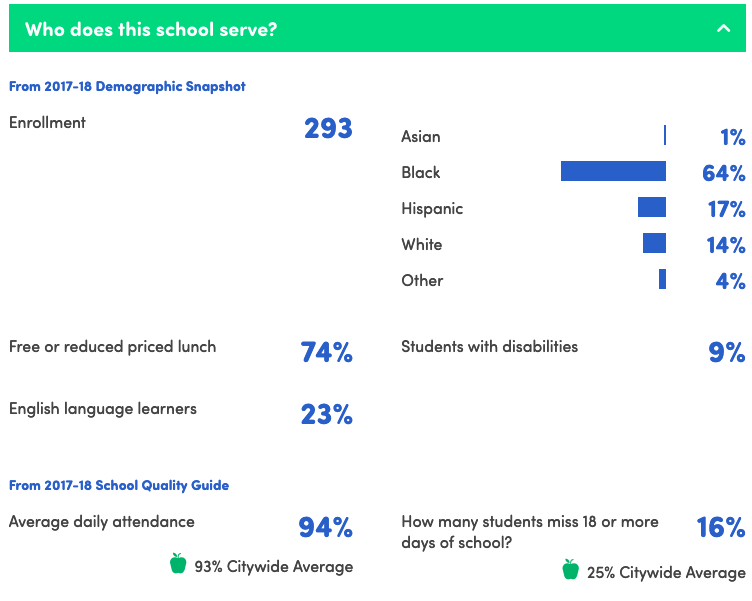 Who does this school serve?
From 2017-18 Demographic Snapshot
Enrollment 293
Asian 1%
Black 64%
Hispanic 17%
White 14%
Other 4%
Free or reduced priced lunch 74%
Students with disabilities 9%
English language learners 23%
From 2017-18 School Quality Guide
Average daily attendance 94%
93% Citywide Average
How many students miss 18 or more 16%
days of school?
25% Citywide Average